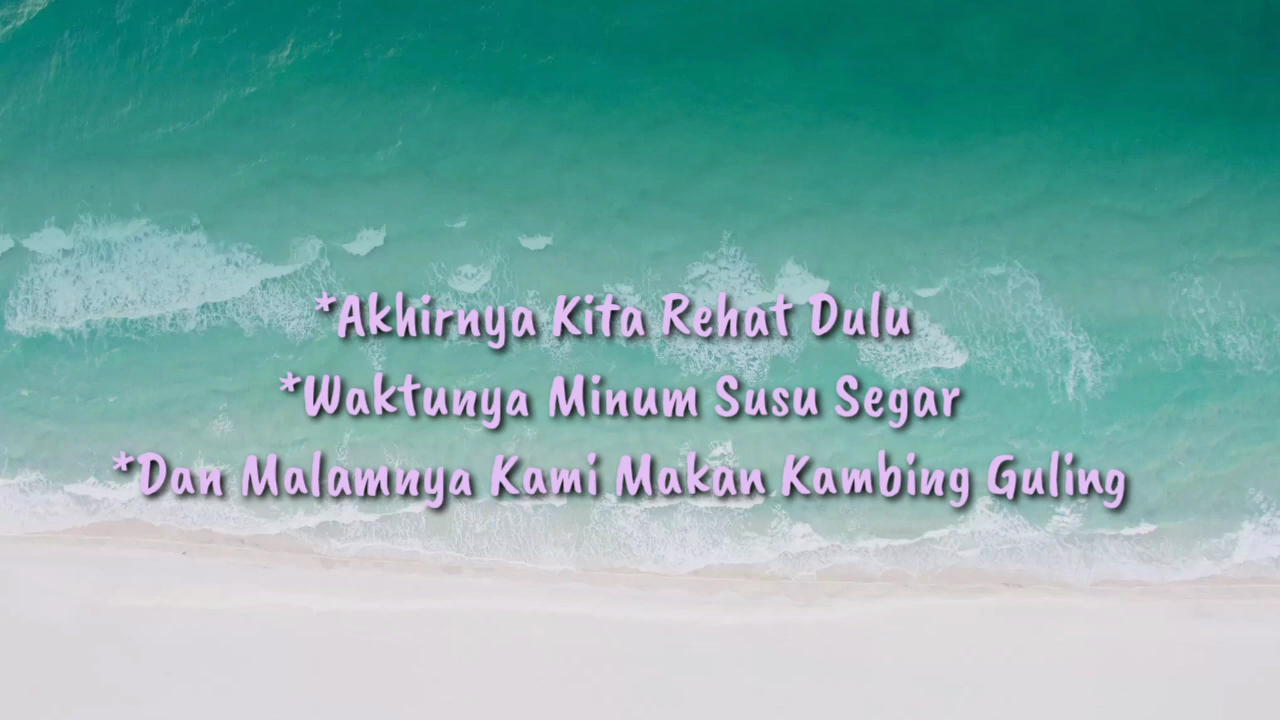 *Akhirnya Kita Rehat Dulu
*Waktunya Minum Susu Segar
*Dan Malamnya Kami Makan Kambing Guling